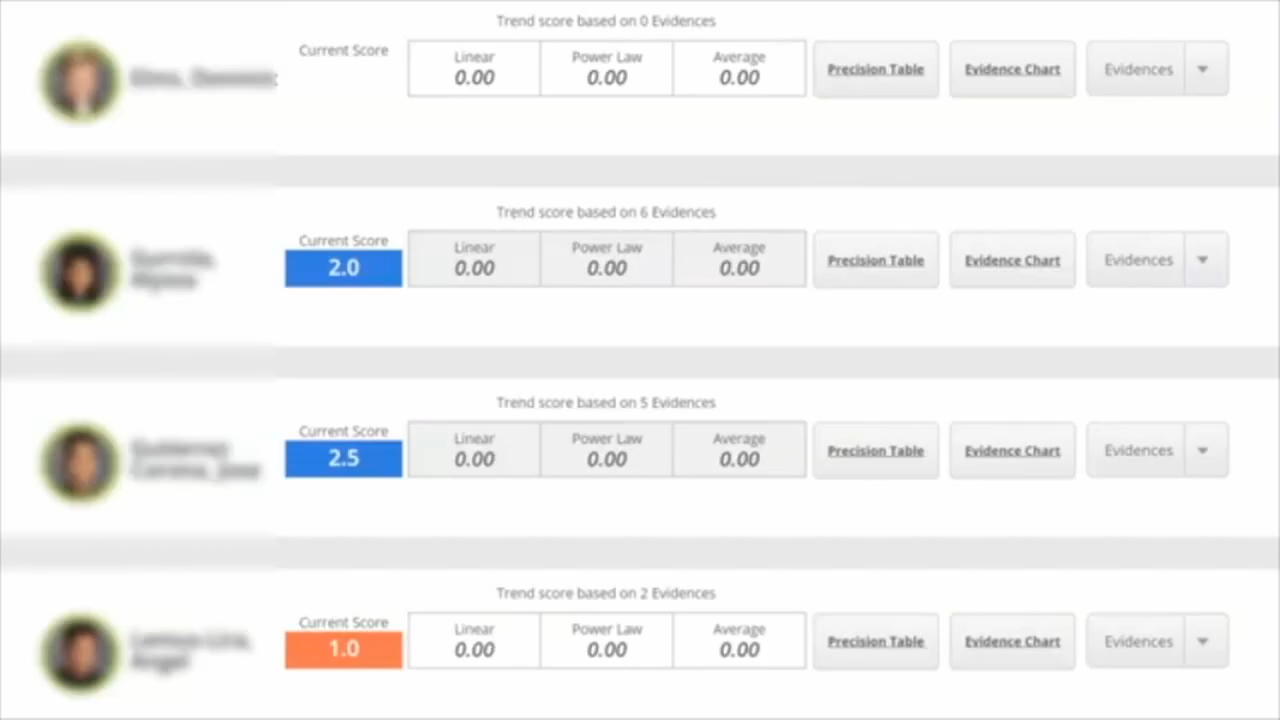 Trend score based on 0 Evidences
Current Score
Linear Power Law Average
0.00 0.00 0.00
Precision Table Evidence Chart Evidences
Trend score based on 6 Evidences
Current Score
2.0
Linear Power Law Average
0.00 0.00 0.00
Precision Table Evidence Chart Evidences
Trend score based on 5 Evidences
Current Score
2.5
Linear Power Law Average
0.00 0.00 0.00
Precision Table Evidence Chart Evidences
Trend score based on 2 Evidences
Current Score
1.0
Linear Power Law Average
0.00 0.00 0.00
Precision Table Evidence Chart Evidences